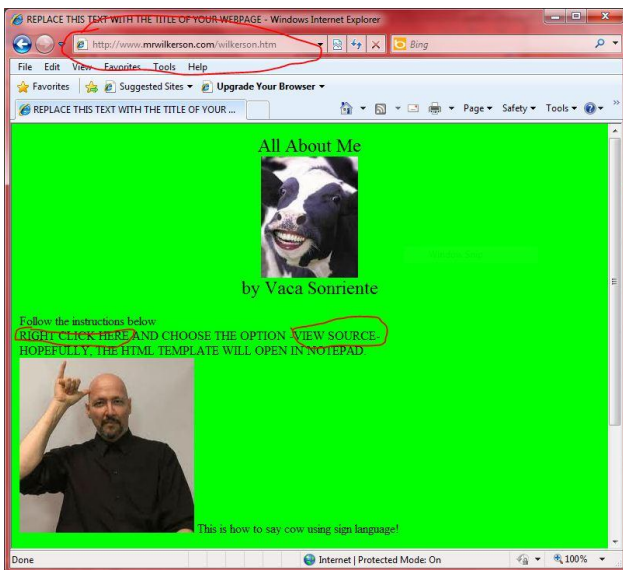 REPLACE THIS TEXT WITH THE TITLE OF YOUR WEBPAGE - Windows Internet Explorer
http://www.mrwilkerson.com/wilkerson.htm
Bing
File Edit View Favorites Tools Help
Favorites Suggested Sites Upgrade Your Browser
REPLACE THIS TEXT WITH THE TITLE OF YOUR ...
Page Safety Tools
All About Me
by Vaca Sonriente
Follow the instructions below
RIGHT CLICK HERE AND CHOOSE THE OPTION -VIEW SOURCE-
HOPEFULLY, THE HTML TEMPLATE WILL OPEN IN NOTEPAD.
This is how to say cow using sign language!
Done Internet | Protected Mode: On 100%